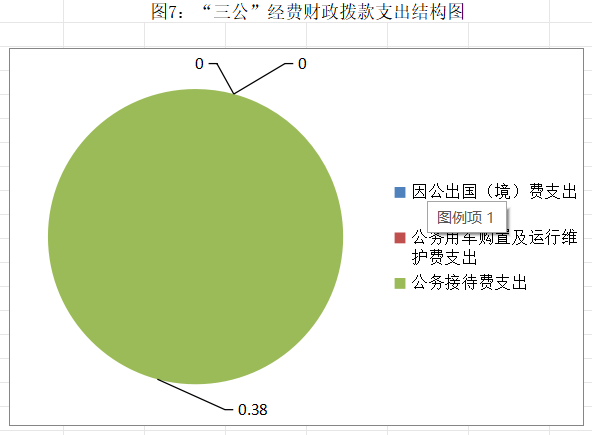 图7：“三公”经费财政拨款支出结构图
0
0
因公出国（境）费支出
图例项 1
公务用车购置及运行维
护费支出
公务接待费支出
0.38